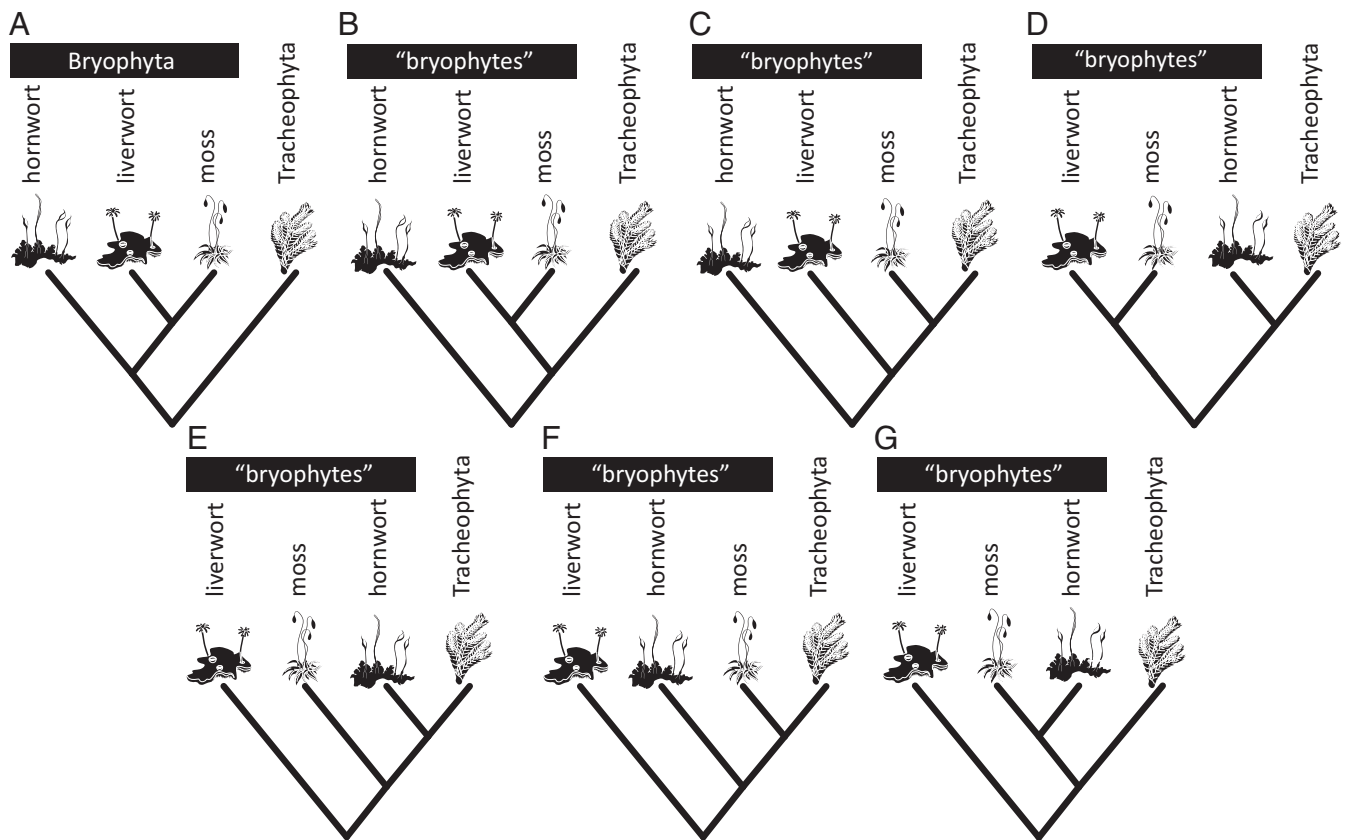 A
Bryophyta
hornwort
liverwort
moss
Tracheophyta
B
“bryophytes”
hornwort
liverwort
moss
Tracheophyta
C
“bryophytes”
hornwort
liverwort
moss
Tracheophyta
D
“bryophytes”
liverwort
moss
hornwort
Tracheophyta
E
“bryophytes”
liverwort
moss
hornwort
Tracheophyta
F
“bryophytes”
liverwort
hornwort
moss
Tracheophyta
G
“bryophytes”
liverwort
moss
hornwort
Tracheophyta